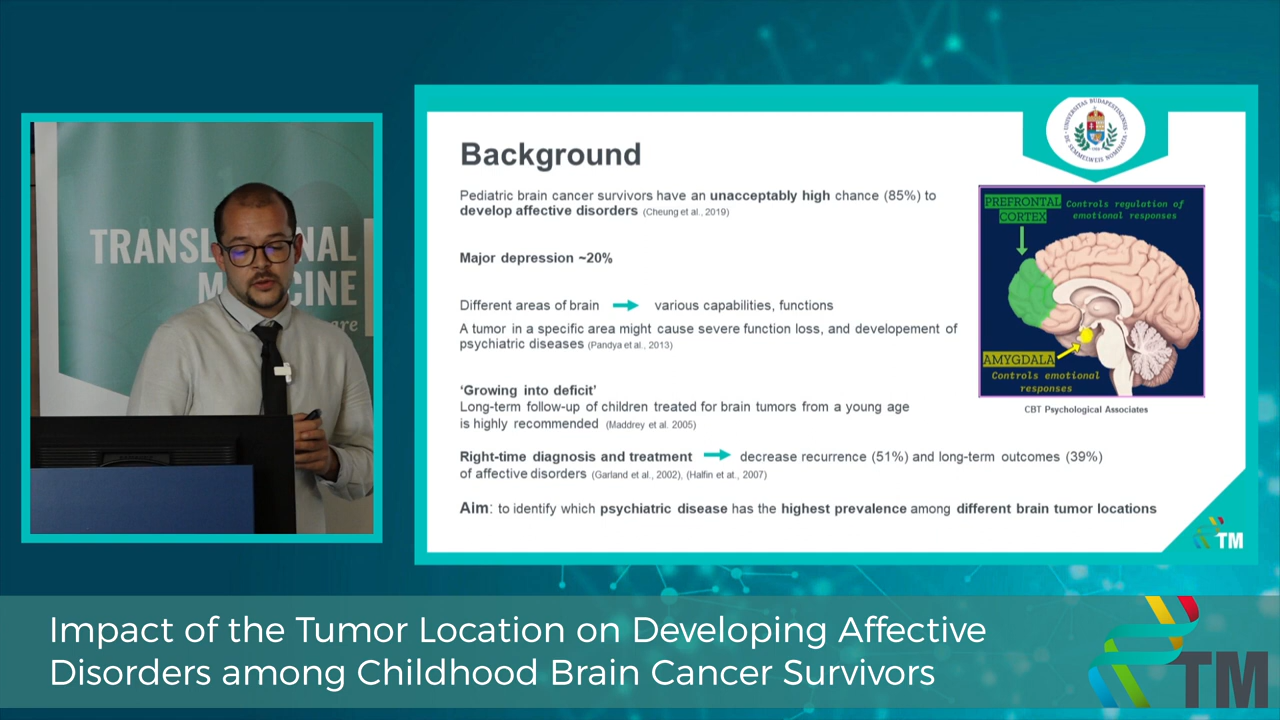 TRANSL NAL
M CINE
are
Background
Pediatric brain cancer survivors have an unacceptably high chance (85%) to
develop affective disorders (Cheung et al., 2019)
Major depression ~20%
Different areas of brain various capabilities, functions
A tumor in a specific area might cause severe function loss, and developement of
psychiatric diseases (Pandya et al., 2013)
'Growing into deficit'
Long-term follow-up of children treated for brain tumors from a young age
is highly recommended (Maddrey et al. 2005)
Right-time diagnosis and treatment decrease recurrence (51%) and long-term outcomes (39%)
of affective disorders (Garland et al., 2002), (Halfin et at., 2007)
Aim: to identify which psychiatric disease has the highest prevalence among different brain tumor locations
PREFRONTAL
CORTEX
Controls regulation of
emotional responses
AMYGDALA
Controls emotional
responses
CBT Psychological Associates
TM
Impact of the Tumor Location on Developing Affective
Disorders among Childhood Brain Cancer Survivors
TM